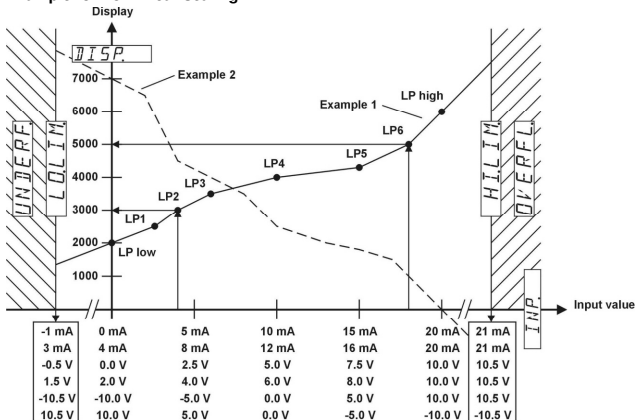 Display
DISP.
7000
6000
5000
4000
3000
2000
1000
Example 2
Example 1
LP high
LP6
LP5
LP4
LP3
LP2
LP1
LP low
UNDERF.
LO.LIM.
HI.LIM.
OVERFL.
INP.
Input value
-1 mA 0 mA 5 mA 10 mA 15 mA 20 mA 21 mA
3 mA 4 mA 8 mA 12 mA 16 mA 20 mA 21 mA
-0.5 V 0.0 V 2.5 V 5.0 V 7.5 V 10.0 V 10.5 V
1.5 V 2.0 V 4.0 V 6.0 V 8.0 V 10.0 V 10.5 V
-10.5 V -10.0 V -5.0 V 0.0 V 5.0 V 10.0 V 10.5 V
10.5 V 10.0 V 5.0 V 0.0 V -5.0 V -10.0 V -10.5 V